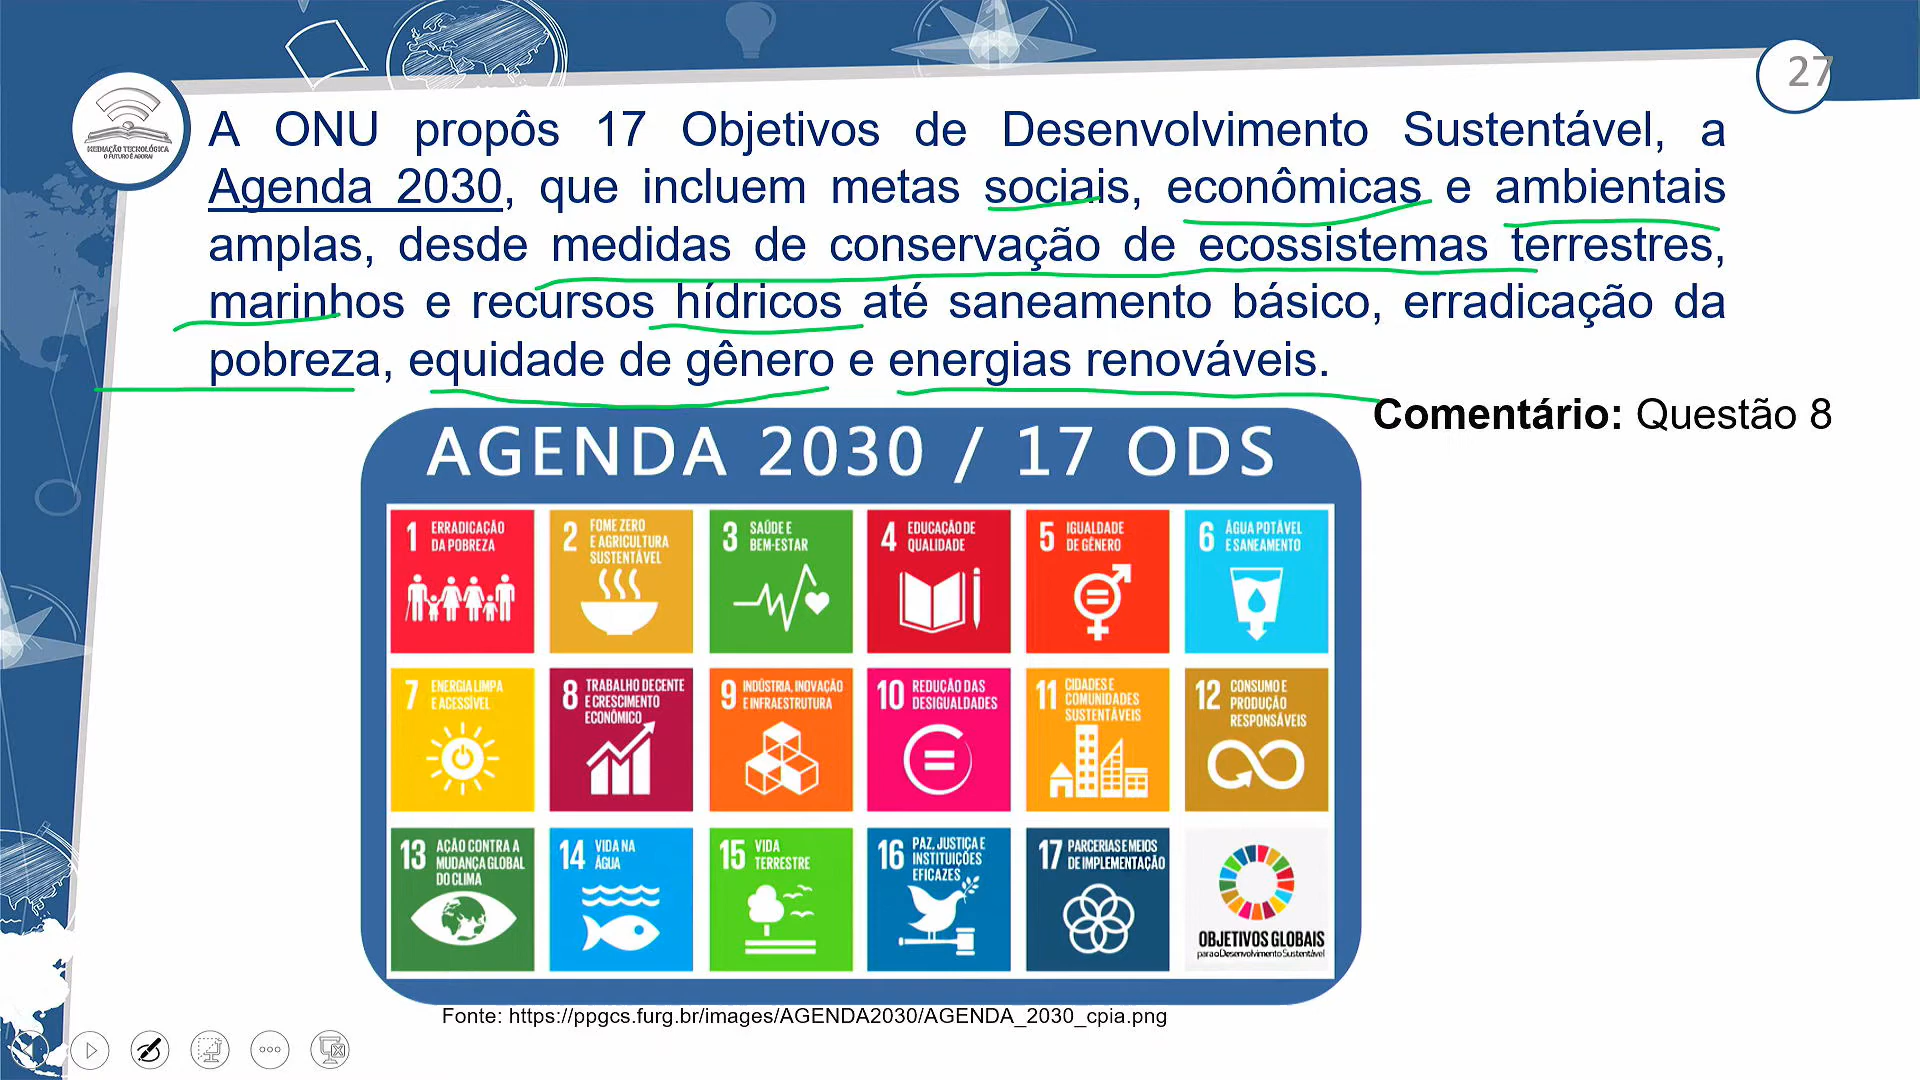 27
MEDIAÇÃO TECNOLÓGICA
O FUTURO É AGORA!
A ONU propôs 17 Objetivos de Desenvolvimento Sustentável, a
Agenda 2030, que incluem metas sociais, econômicas e ambientais
amplas, desde medidas de conservação de ecossistemas terrestres,
marinhos e recursos hídricos até saneamento básico, erradicação da
pobreza, equidade de gênero e energias renováveis.
Comentário: Questão 8
AGENDA 2030 / 17 ODS
1 ERRADICAÇÃO
DA POBREZA
2 FOME ZERO
E AGRICULTURA
SUSTENTÁVEL
3 SAÚDE E
BEM-ESTAR
4 EDUCAÇÃO DE
QUALIDADE
5 IGUALDADE
DE GÊNERO
6 ÁGUA POTÁVEL
E SANEAMENTO
7 ENERGIA LIMPA
E ACESSÍVEL
8 TRABALHO DECENTE
E CRESCIMENTO
ECONÔMICO
9 INDÚSTRIA, INOVAÇÃO
E INFRAESTRUTURA
10 REDUÇÃO DAS
DESIGUALDADES
11 CIDADES E
COMUNIDADES
SUSTENTÁVEIS
12 CONSUMO E
PRODUÇÃO
RESPONSÁVEIS
13 AÇÃO CONTRA A
MUDANÇA GLOBAL
DO CLIMA
14 VIDA NA
ÁGUA
15 VIDA
TERRESTRE
16 PAZ, JUSTIÇA E
INSTITUIÇÕES
EFICAZES
17 PARCERIAS E MEIOS
DE IMPLEMENTAÇÃO
OBJETIVOS GLOBAIS
para o Desenvolvimento Sustentável
Fonte: https://ppgcs.furg.br/images/AGENDA2030/AGENDA_2030_cpia.png